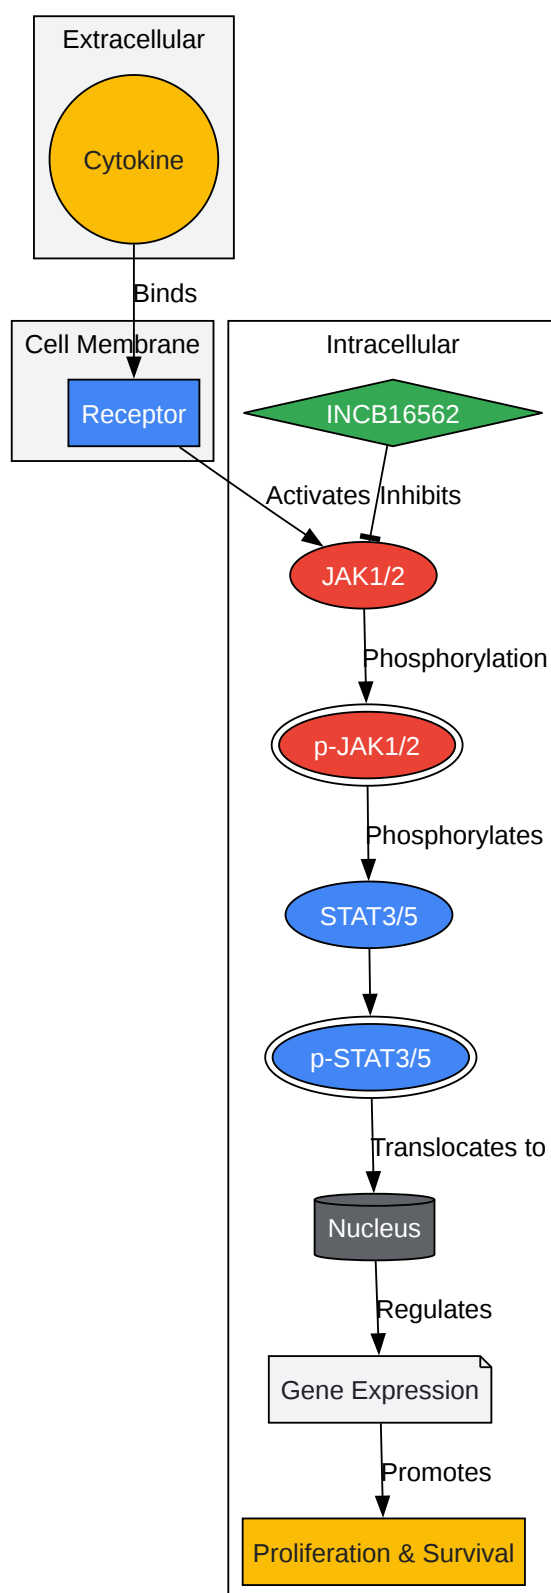 Extracellular
Cytokine
Binds
Cell Membrane
Intracellular
Receptor
INCB16562
Activates
Inhibits
JAK1/2
Phosphorylation
p-JAK1/2
Phosphorylates
STAT3/5
p-STAT3/5
Translocates to
Nucleus
Regulates
Gene Expression
Promotes
Proliferation & Survival